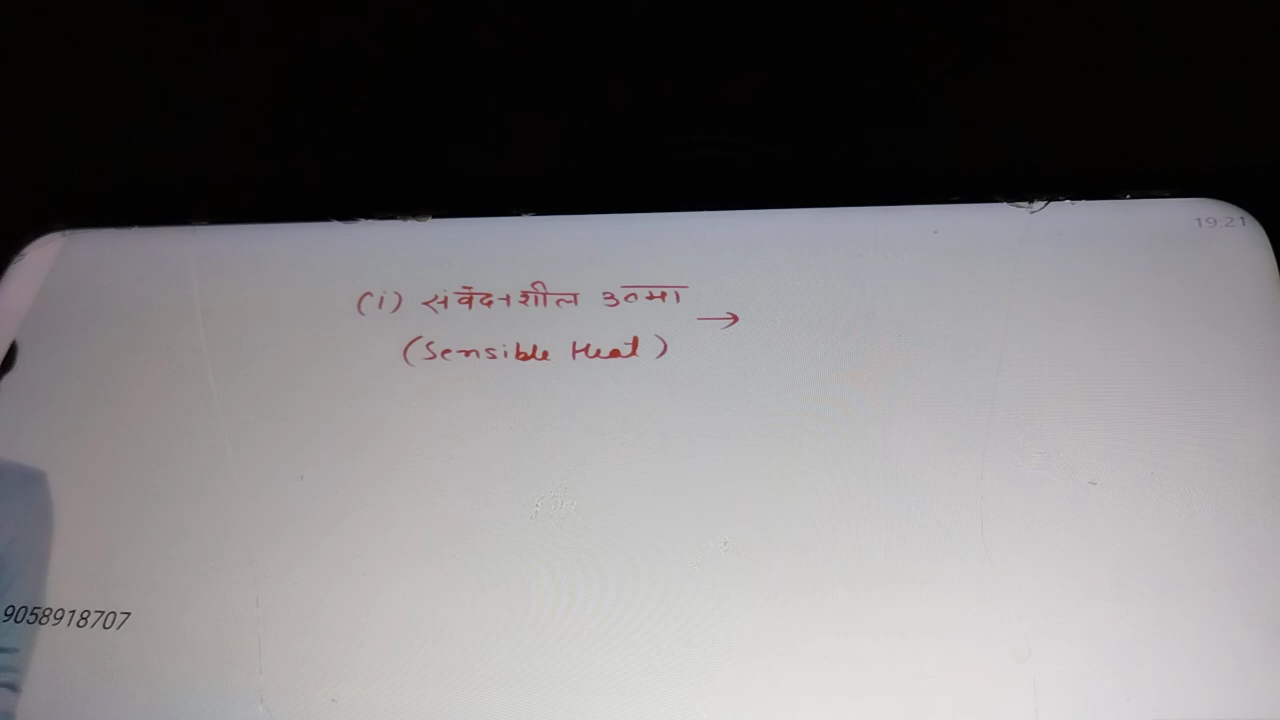 19:21
(i) संवेदनशील ऊष्मा →
(Sensible Heat)
9058918707